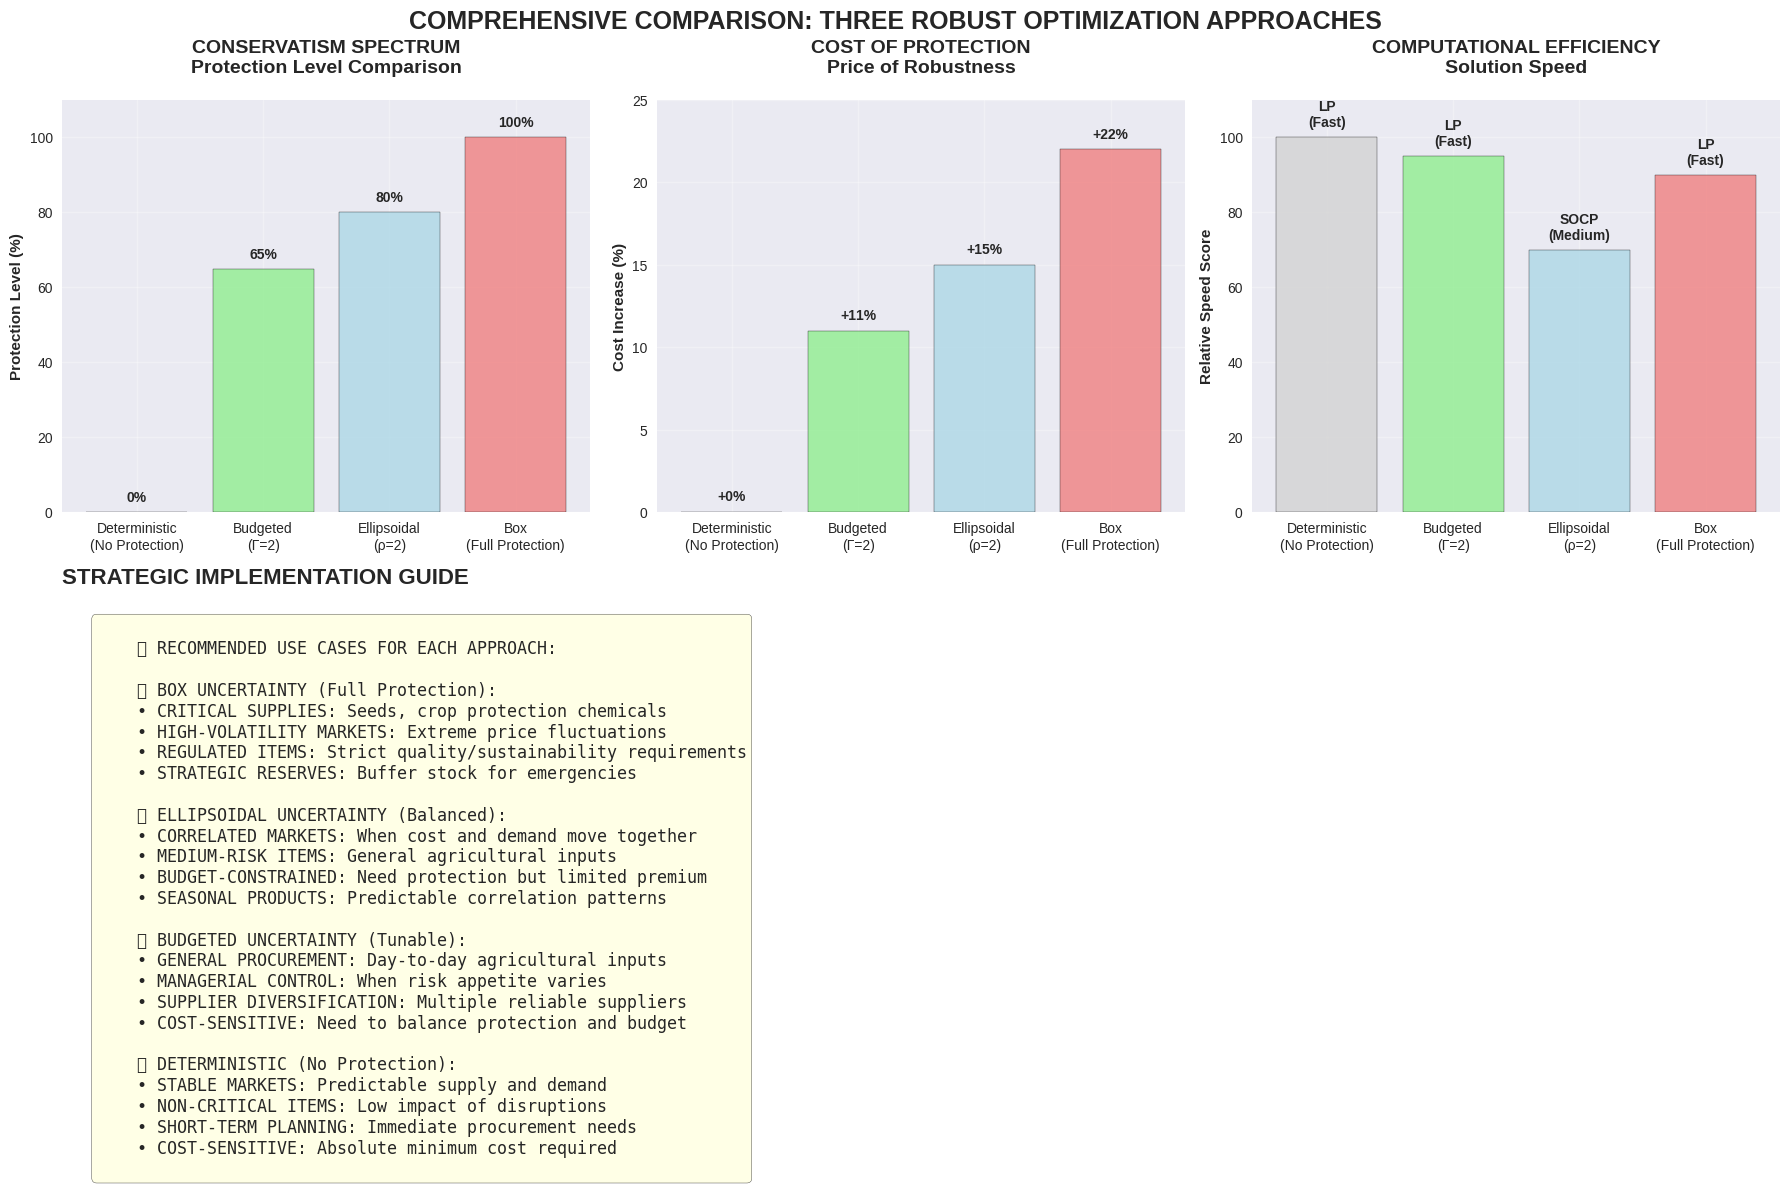 COMPREHENSIVE COMPARISON: THREE ROBUST OPTIMIZATION APPROACHES
CONSERVATISM SPECTRUM
Protection Level Comparison
Protection Level (%)
100
80
60
40
20
0
0%
65%
80%
100%
Deterministic
(No Protection)
Budgeted
(Γ=2)
Ellipsoidal
(ρ=2)
Box
(Full Protection)
COST OF PROTECTION
Price of Robustness
Cost Increase (%)
25
20
15
10
5
0
+0%
+11%
+15%
+22%
Deterministic
(No Protection)
Budgeted
(Γ=2)
Ellipsoidal
(ρ=2)
Box
(Full Protection)
COMPUTATIONAL EFFICIENCY
Solution Speed
Relative Speed Score
100
80
60
40
20
0
LP
(Fast)
LP
(Fast)
SOCP
(Medium)
LP
(Fast)
Deterministic
(No Protection)
Budgeted
(Γ=2)
Ellipsoidal
(ρ=2)
Box
(Full Protection)
STRATEGIC IMPLEMENTATION GUIDE
RECOMMENDED USE CASES FOR EACH APPROACH:
BOX UNCERTAINTY (Full Protection):
• CRITICAL SUPPLIES: Seeds, crop protection chemicals
• HIGH-VOLATILITY MARKETS: Extreme price fluctuations
• REGULATED ITEMS: Strict quality/sustainability requirements
• STRATEGIC RESERVES: Buffer stock for emergencies
ELLIPSOIDAL UNCERTAINTY (Balanced):
• CORRELATED MARKETS: When cost and demand move together
• MEDIUM-RISK ITEMS: General agricultural inputs
• BUDGET-CONSTRAINED: Need protection but limited premium
• SEASONAL PRODUCTS: Predictable correlation patterns
BUDGETED UNCERTAINTY (Tunable):
• GENERAL PROCUREMENT: Day-to-day agricultural inputs
• MANAGERIAL CONTROL: When risk appetite varies
• SUPPLIER DIVERSIFICATION: Multiple reliable suppliers
• COST-SENSITIVE: Need to balance protection and budget
DETERMINISTIC (No Protection):
• STABLE MARKETS: Predictable supply and demand
• NON-CRITICAL ITEMS: Low impact of disruptions
• SHORT-TERM PLANNING: Immediate procurement needs
• COST-SENSITIVE: Absolute minimum cost required